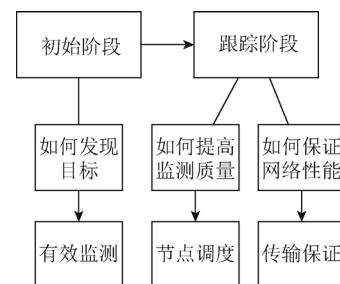 初始阶段
跟踪阶段
如何发现
目标
如何提高
监测质量
如何保证
网络性能
有效监测
节点调度
传输保证